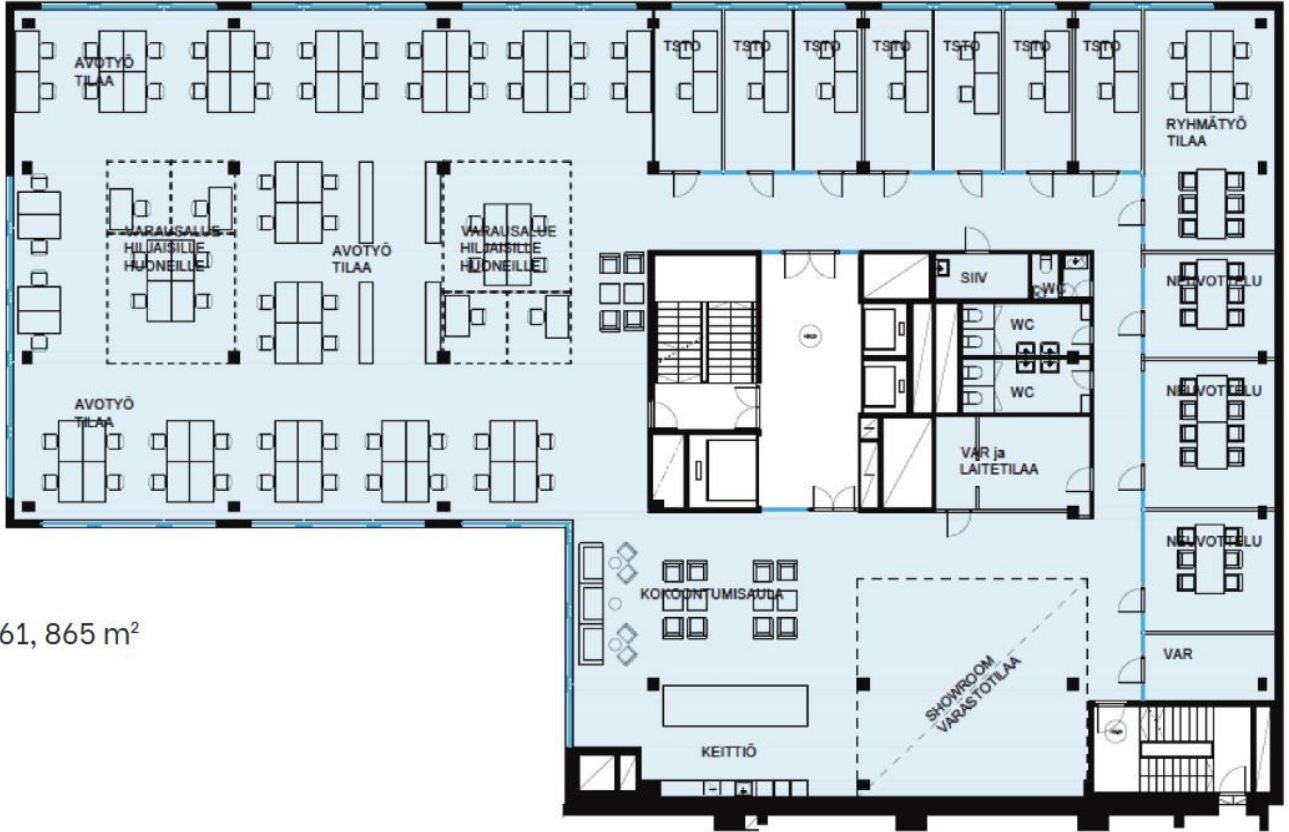 TSTO
TSTO
TSTO
TSTO
TSTO
TSTO
TSTO
AVOTYÖ
TILAA
RYHMÄTYÖ
TILAA
VARAUSALUE
HILJAISILLE
HUONEILLE
AVOTYÖ
TILAA
VARAUSALUE
HILJAISILLE
HUONEILLE
SIIV
WC
NEUVOTTELU
WC
WC
NEUVOTTELU
AVOTYÖ
TILAA
VAR ja
LAITETILAA
NEUVOTTELU
KOKOONTUMISAULA
61, 865 m²
VAR
SHOWROOM
VARASTOTILAA
KEITTIÖ